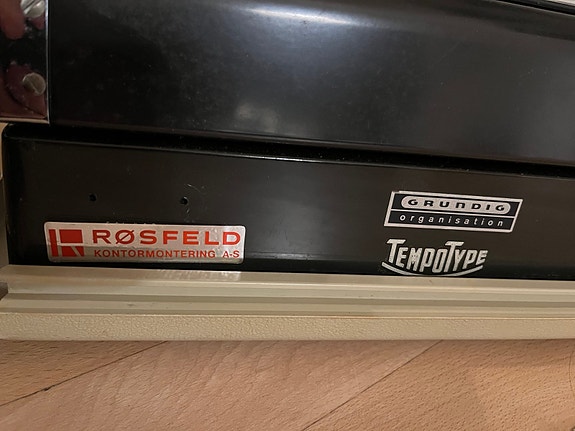 RØSFELD
KONTORMONTERING A-S
GRUNDIG
organisation
TEMPOTYPE